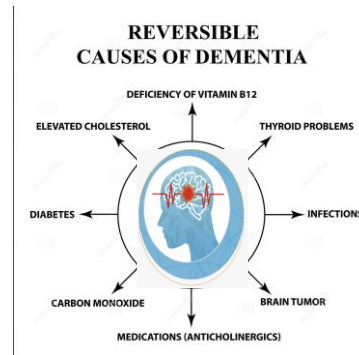 REVERSIBLE
CAUSES OF DEMENTIA
DEFICIENCY OF VITAMIN B12
ELEVATED CHOLESTEROL
THYROID PROBLEMS
DIABETES
INFECTIONS
CARBON MONOXIDE
BRAIN TUMOR
MEDICATIONS (ANTICHOLINERGICS)